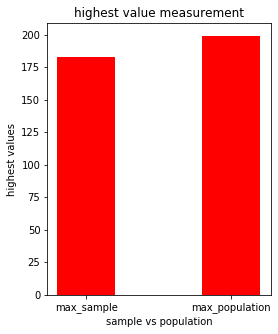 highest value measurement
highest values
200
175
150
125
100
75
50
25
0
max_sample max_population
sample vs population